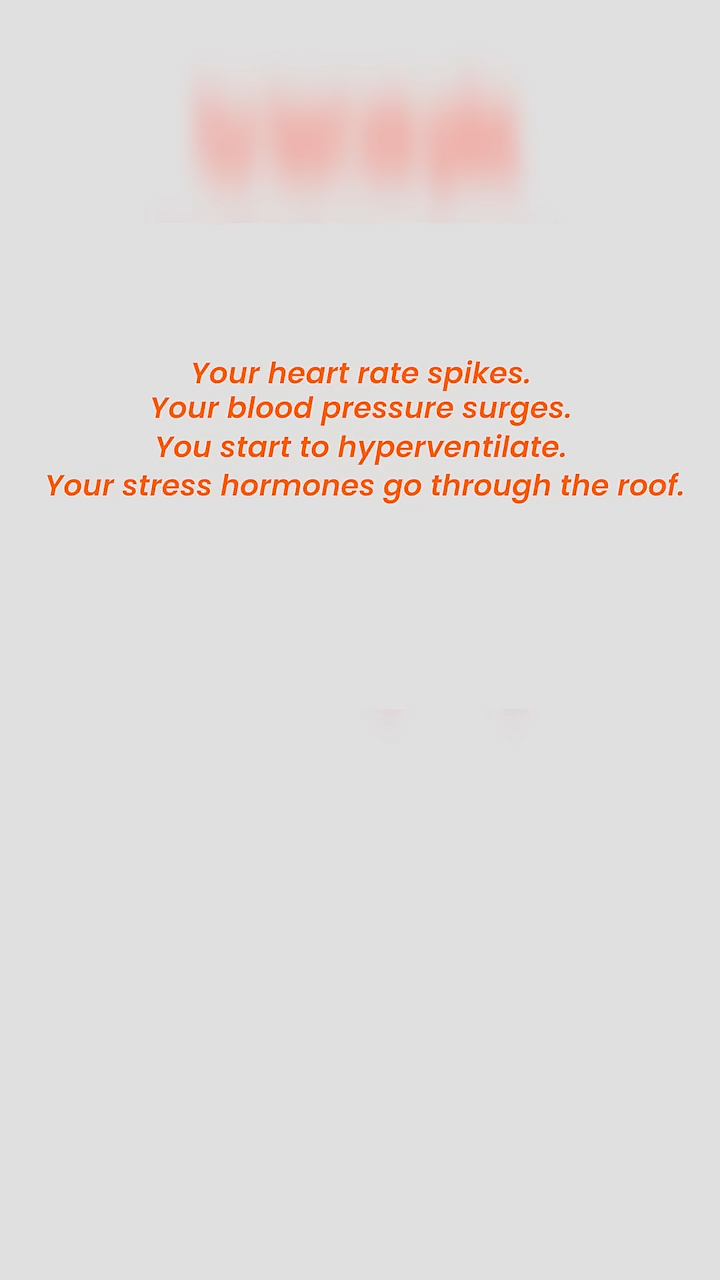 Your heart rate spikes.
Your blood pressure surges.
You start to hyperventilate.
Your stress hormones go through the roof.